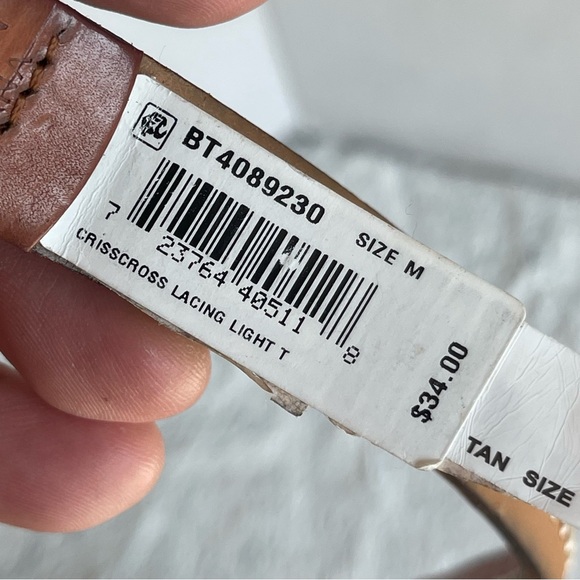 BT4089230
SIZE M
7 23764 40511 8
CRISSCROSS LACING LIGHT T
$34.00
TAN SIZE